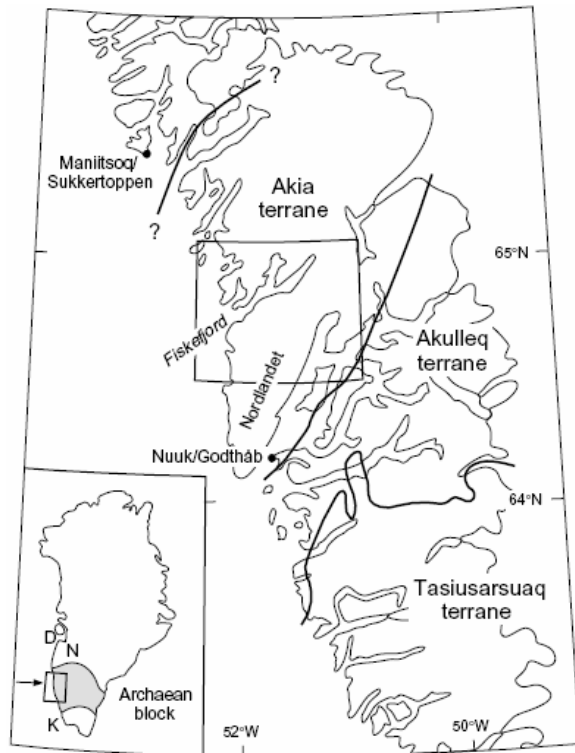 ?
Maniitsoq/
Sukkertoppen
Akia
terrane
?
65°N
Fiskefjord
Akulleq
terrane
Nordlandet
Nuuk/Godthåb
64°N
Tasiusarsuaq
terrane
D
N
Archaean
block
K
52°W
50°W